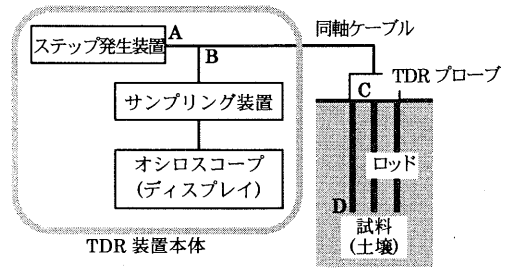 ステップ発生装置
A
B
サンプリング装置
オシロスコープ
(ディスプレイ)
TDR 装置本体
同軸ケーブル
TDR プローブ
C
ロッド
D
試料
(土壌)